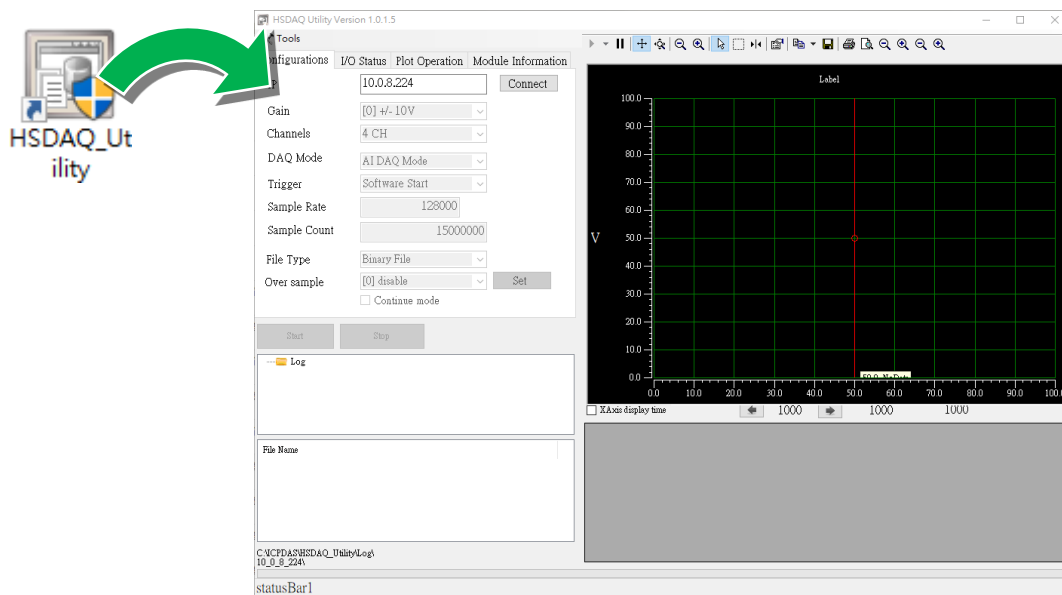 HSDAQ_Ut
ility
HSDAQ Utility Version 1.0.1.5
Tools
onfigurations I/O Status Plot Operation Module Information
IP 10.0.8.224 Connect
Gain [0] +/- 10V
Channels 4 CH
DAQ Mode AI DAQ Mode
Trigger Software Start
Sample Rate 128000
Sample Count 15000000
File Type Binary File
Over sample [0] disable Set
Continue mode
Start Stop
Log
File Name
C:\ICPDAS\HSDAQ_Utility\Log\
10_0_8_224\
statusBar1
Label
100.0
90.0
80.0
70.0
60.0
V 50.0
40.0
30.0
20.0
10.0
0.0
50.0, NoData
0.0 10.0 20.0 30.0 40.0 50.0 60.0 70.0 80.0 90.0 100.
XAxis display time 1000 1000 1000